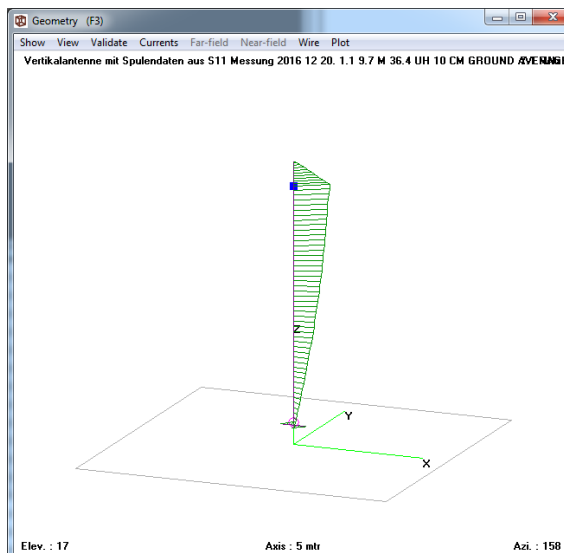 Geometry (F3)
Show View Validate Currents Far-field Near-field Wire Plot
Vertikalantenne mit Spulendaten aus S11 Messung 2016 12 20. 1.1 9.7 M 36.4 UH 10 CM GROUND
Z
Y
X
Elev. : 17 Axis : 5 mtr Azi. : 158